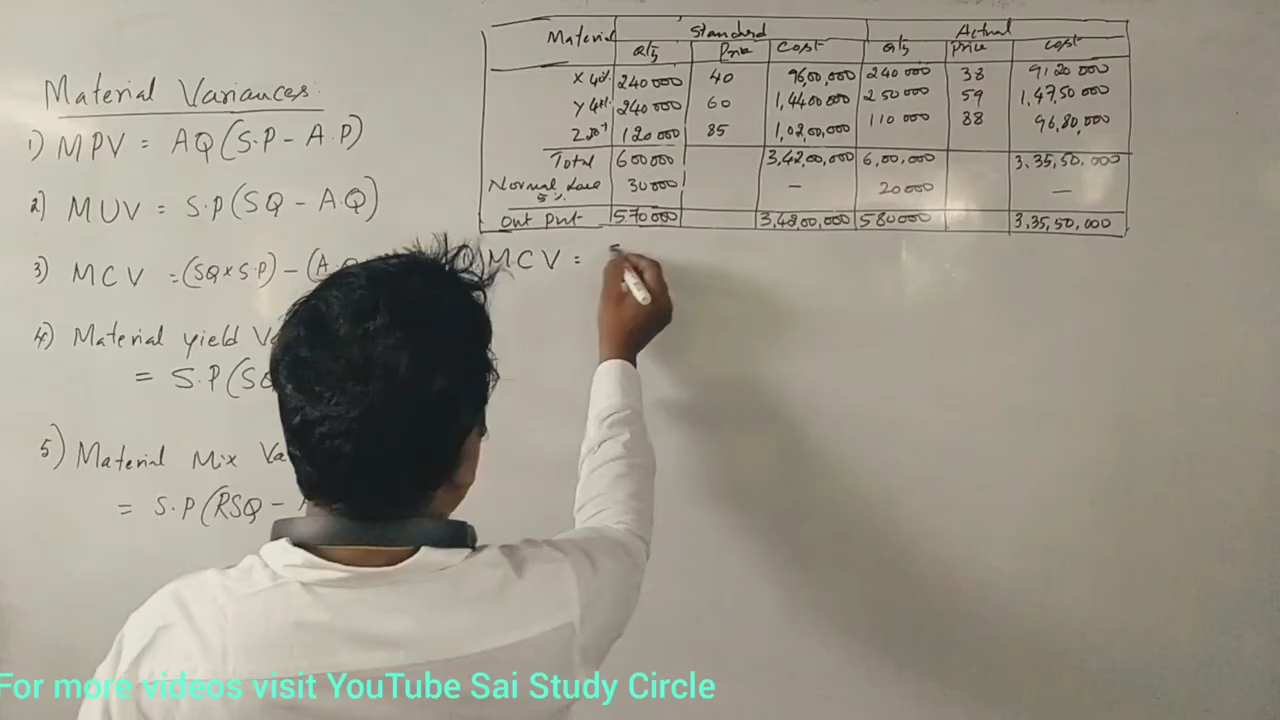 Material Variances
1) MPV = AQ(S.P - A.P)
2) MUV = S.P(SQ - A.Q)
3) MCV = (SQ×S.P) - (A.Q
4) Material yield Va
= S.P(SQ
5) Material Mix Va
= S.P(RSQ -
Material Standard Actual
Qty Price Cost Qty Price Cost
X 40% 240000 40 96,00,000 240000 38 91,20,000
Y 40% 240000 60 1,4400,000 250000 59 1,47,50,000
Z 20% 120000 85 1,02,00,000 110000 88 96,80,000
Total 600000 3,42,00,000 6,00,000 3,35,50,000
Normal Loss 30000 - 20000 -
5%
Out Put 570000 3,42,00,000 580000 3,35,50,000
1) MCV =
For more videos visit YouTube Sai Study Circle